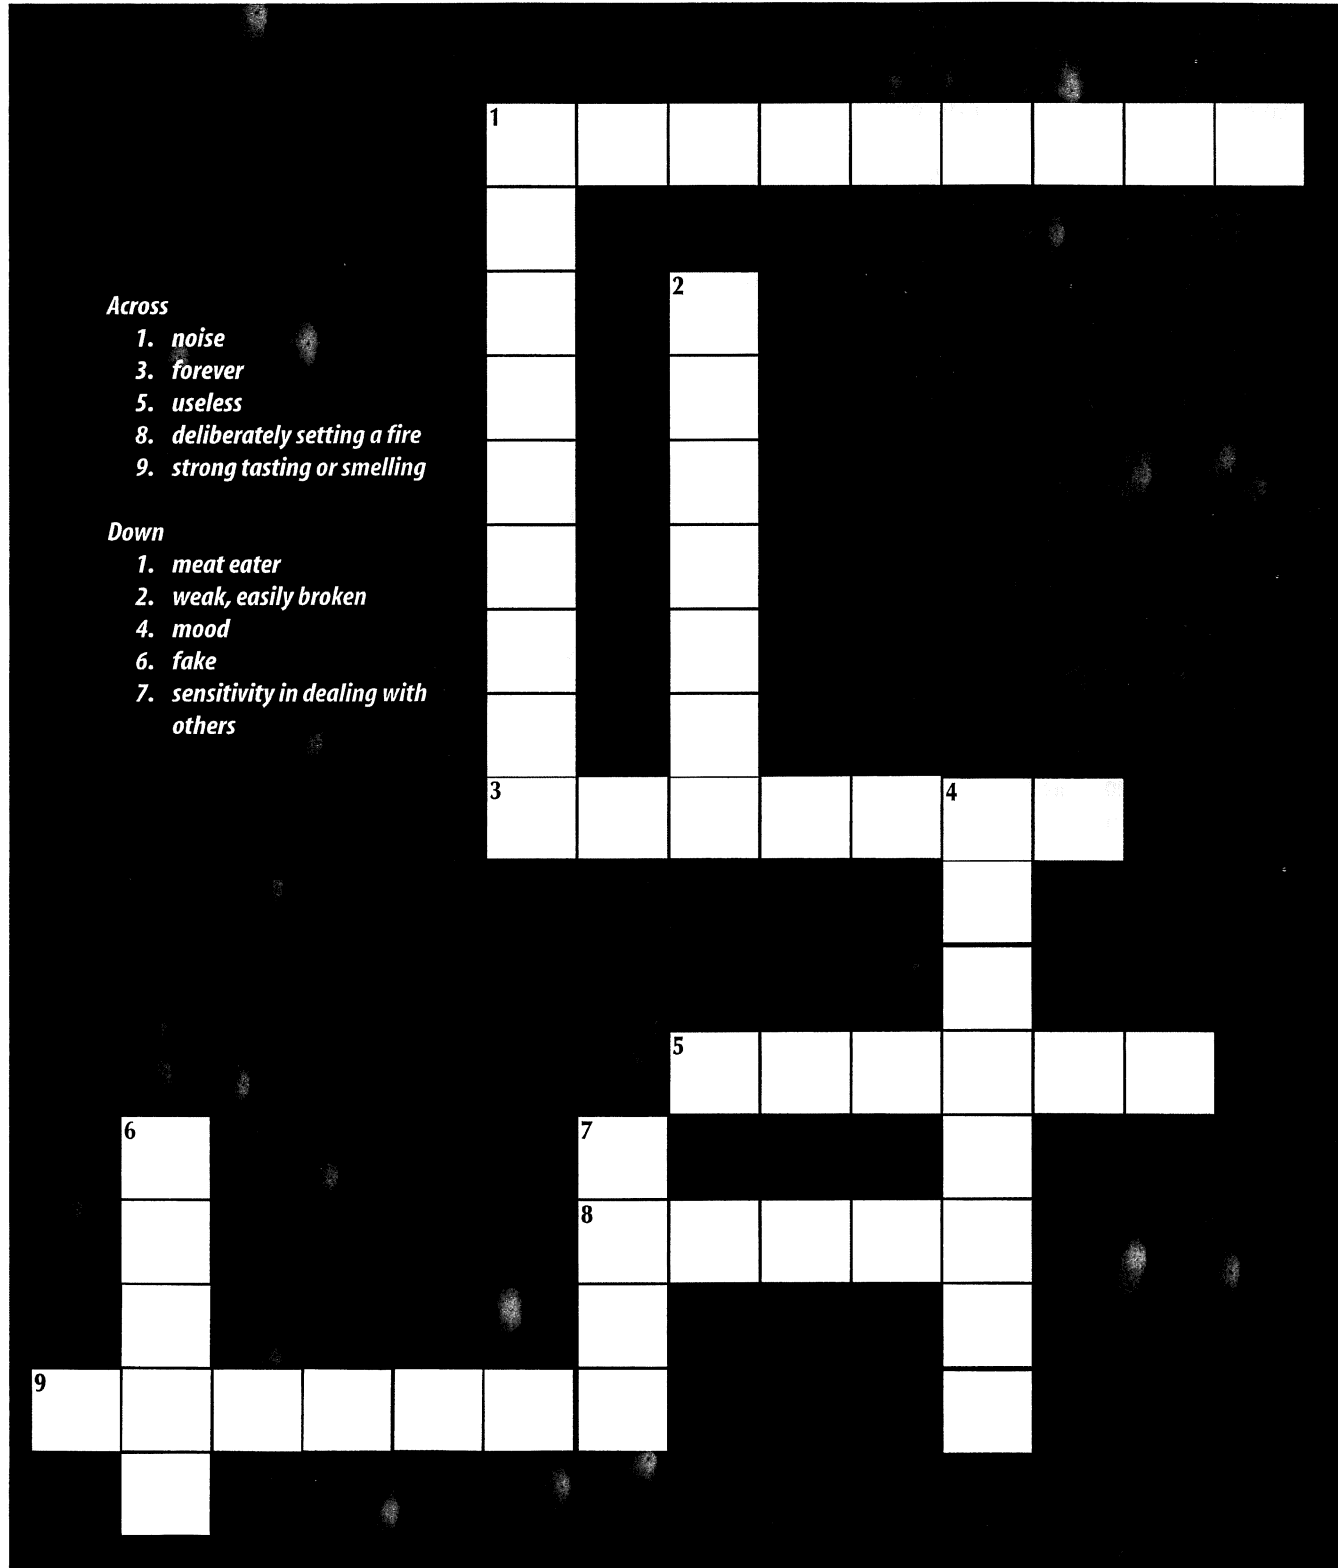 1
2
Across
1. noise
3. forever
5. useless
8. deliberately setting a fire
9. strong tasting or smelling
Down
1. meat eater
2. weak, easily broken
4. mood
6. fake
7. sensitivity in dealing with
others
3 4
5
6 7
8
9